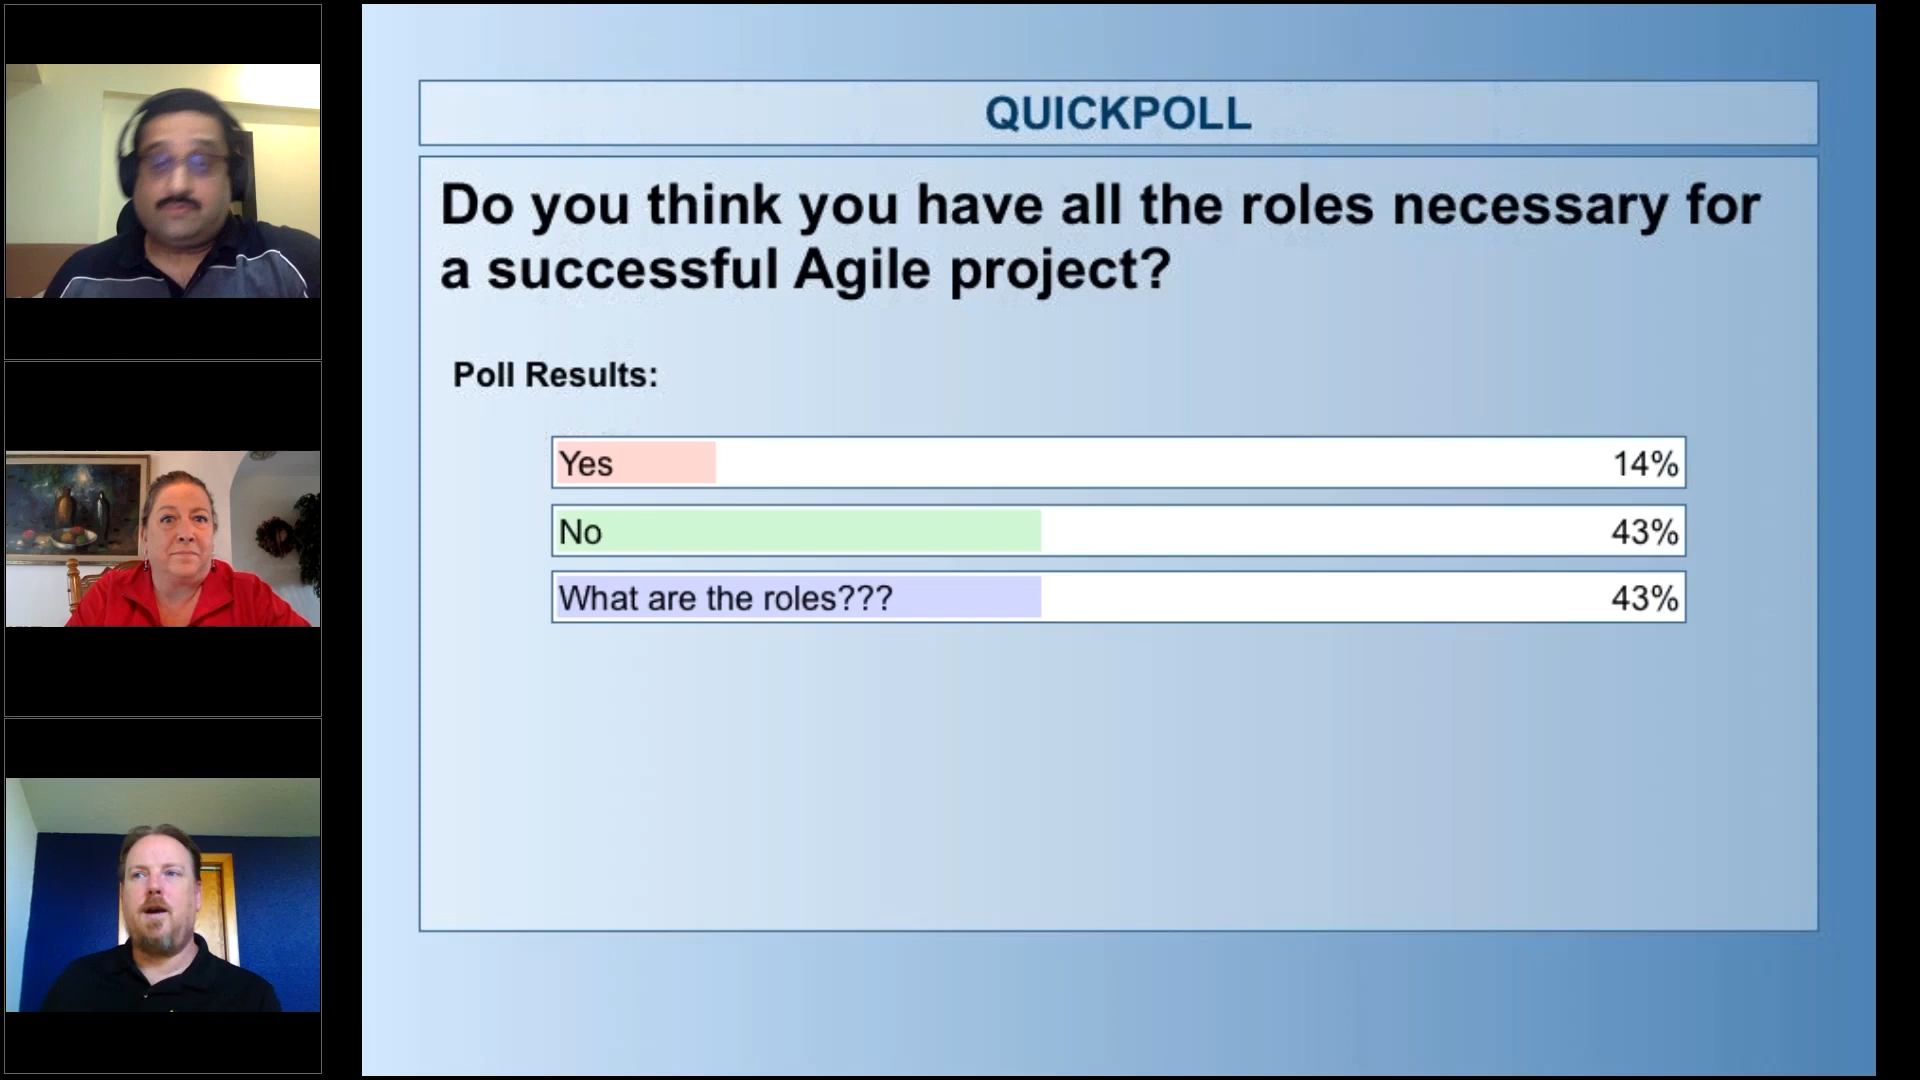 QUICKPOLL
Do you think you have all the roles necessary for
a successful Agile project?
Poll Results:
Yes 14%
No 43%
What are the roles??? 43%